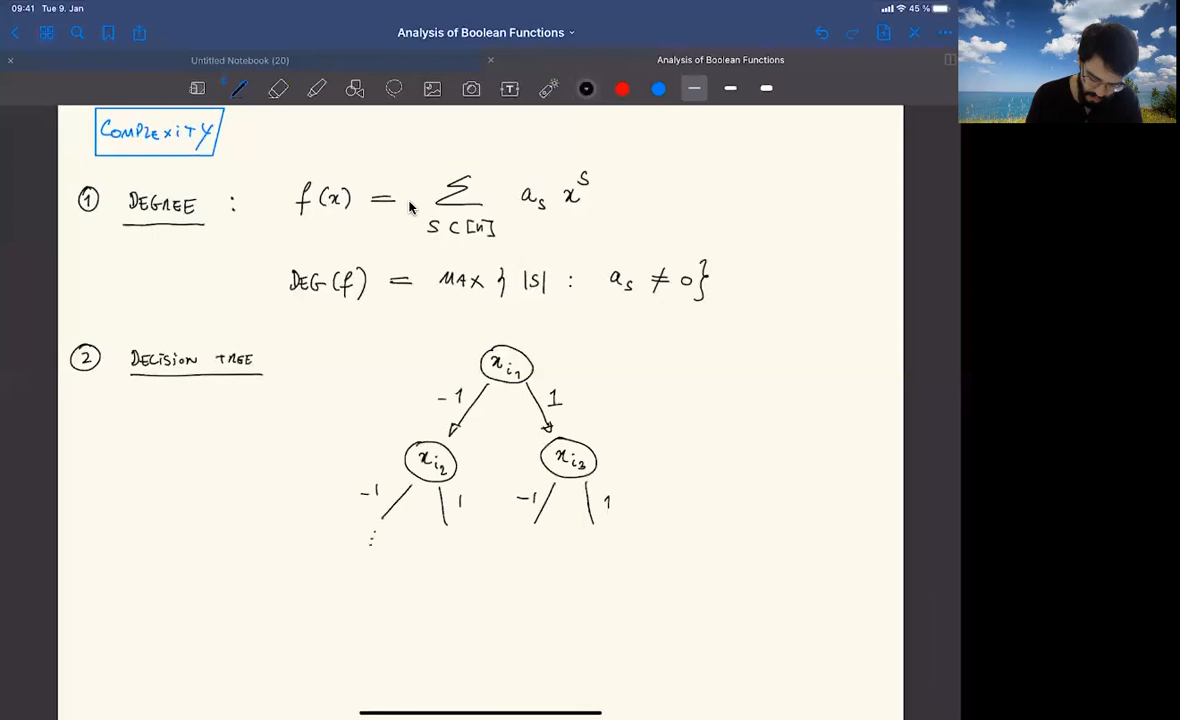 09:41 Tue 9. Jan
45 %
Analysis of Boolean Functions
Untitled Notebook (20)
Analysis of Boolean Functions
COMPLEXITY
① DEGREE : f(x) = Σ a_S x^S
S ⊂ [n]
DEG(f) = MAX { |S| : a_S ≠ 0}
② DECISION TREE
x_{i_1}
-1 1
x_{i_2} x_{i_3}
-1 1 -1 1
⋮